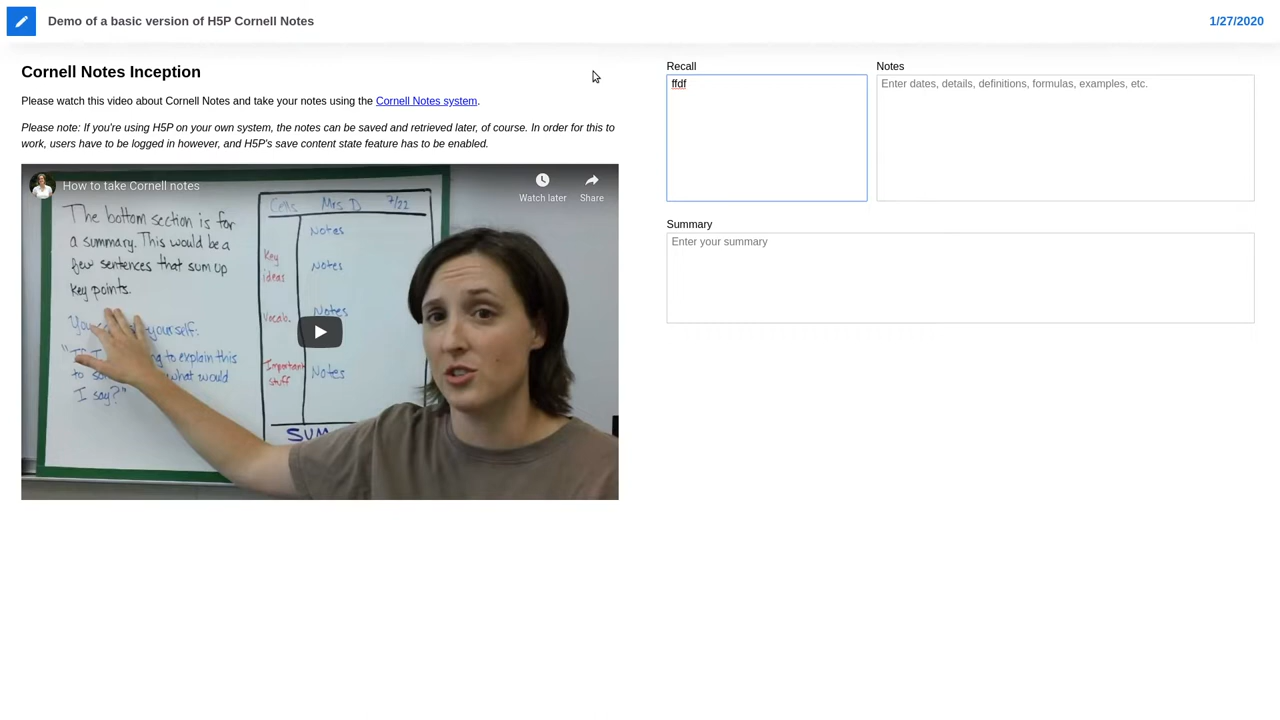 Demo of a basic version of H5P Cornell Notes
1/27/2020
Cornell Notes Inception
Please watch this video about Cornell Notes and take your notes using the Cornell Notes system.
Please note: If you're using H5P on your own system, the notes can be saved and retrieved later, of course. In order for this to
work, users have to be logged in however, and H5P's save content state feature has to be enabled.
How to take Cornell notes
Watch later
Share
The bottom section is for
a summary. This would be a
few sentences that sum up
key points.
yourself:
to explain this
what would
I say?"
Cells Mrs D 7/22
Notes
Key
ideas
Notes
Vocab.
Notes
Important
stuff
Notes
SUM
Recall
ffdf
Notes
Enter dates, details, definitions, formulas, examples, etc.
Summary
Enter your summary